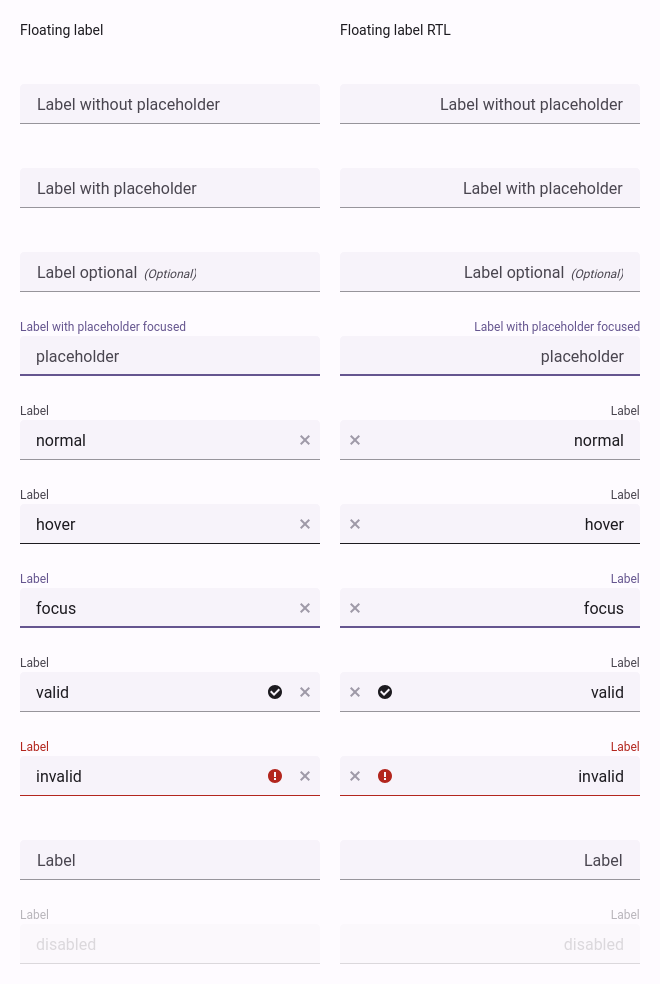 Floating label Floating label RTL
Label without placeholder Label without placeholder
Label with placeholder Label with placeholder
Label optional (Optional) Label optional (Optional)
Label with placeholder focused Label with placeholder focused
placeholder placeholder
Label Label
normal normal
Label Label
hover hover
Label Label
focus focus
Label Label
valid valid
Label Label
invalid invalid
Label Label
Label Label
disabled disabled